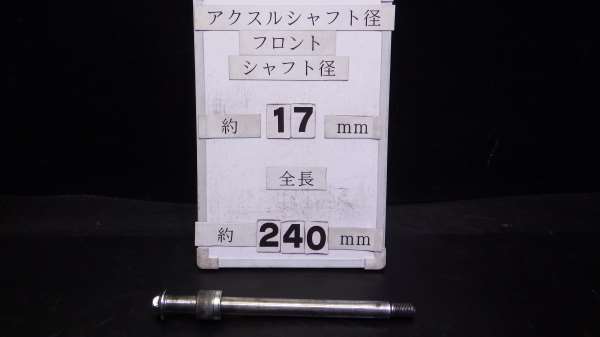 アクスルシャフト径
フロント
シャフト径
約 17 mm
全長
約 240 mm